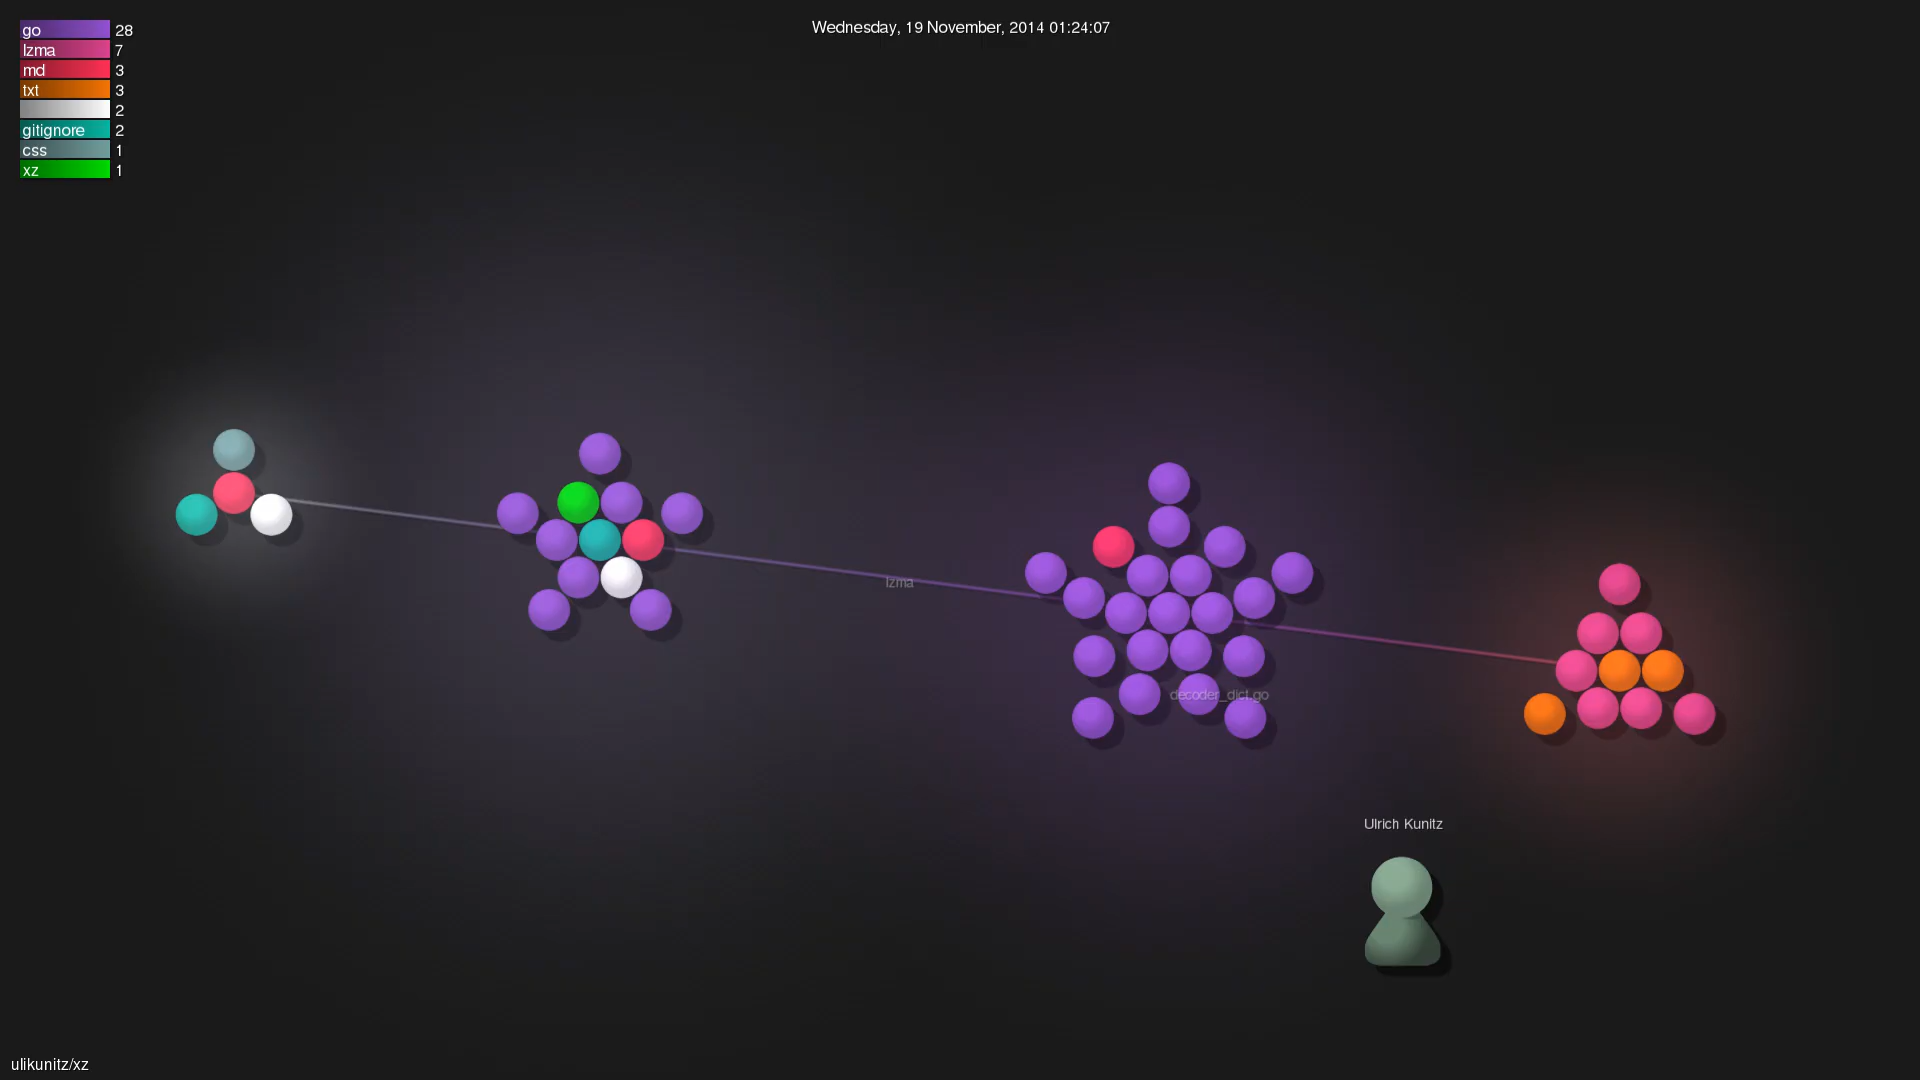 Wednesday, 19 November, 2014 01:24:07
go 28
lzma 7
md 3
txt 3
2
gitignore 2
css 1
xz 1
lzma
decoder_dict.go
Ulrich Kunitz
ulikunitz/xz